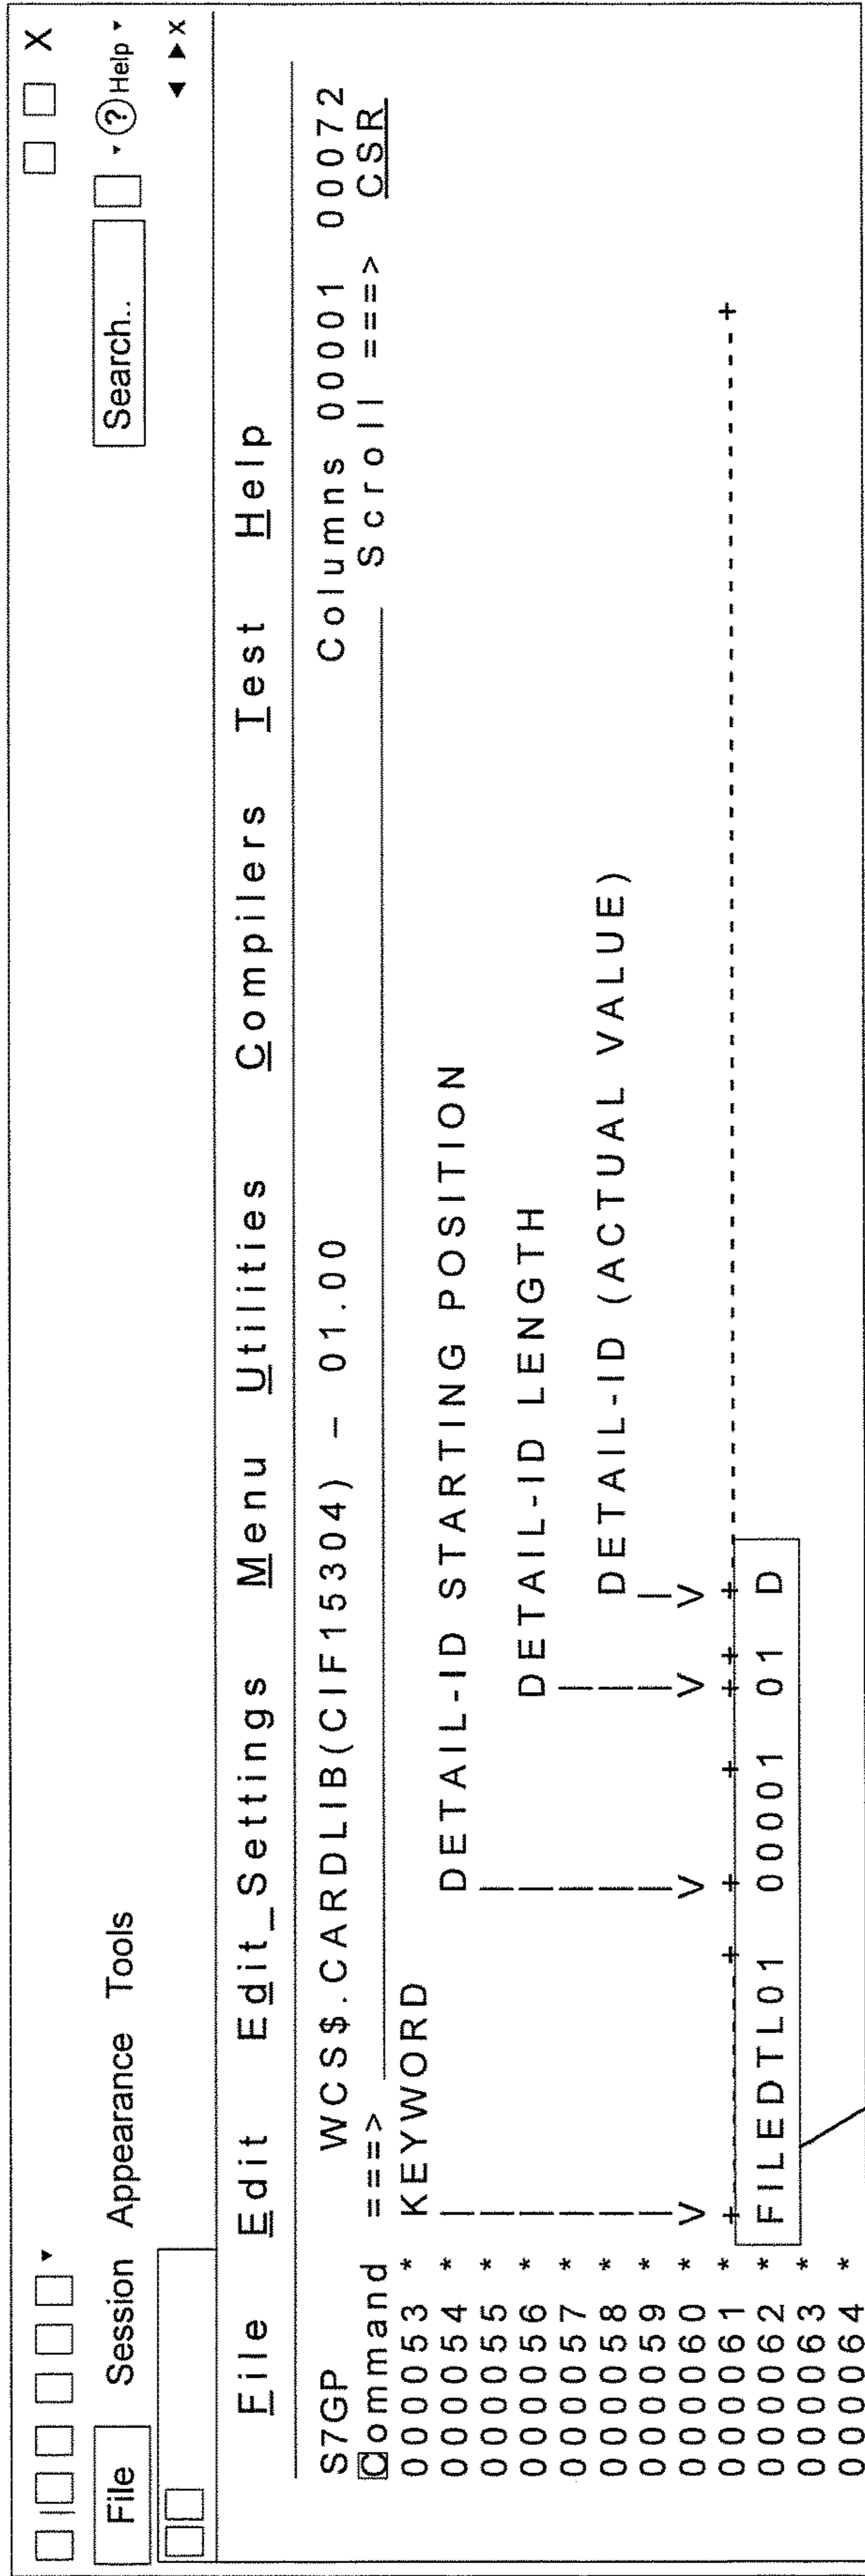 X
File Session Appearance Tools Search.. ? Help
X
File Edit Edit_Settings Menu Utilities Compilers Test Help
S7GP WCS$.CARDLIB(CIF15304) – 01.00 Columns 00001 00072
Command ===> Scroll ===> CSR
000053 * KEYWORD
000054 * | DETAIL-ID STARTING POSITION
000055 * | |
000056 * | | DETAIL-ID LENGTH
000057 * | | |
000058 * | | | DETAIL-ID (ACTUAL VALUE)
000059 * | | | |
000060 * V V V V
000061 * +--------+ +---+ ++ +-----------------------------------+
000062 * FILEDTL01 00001 01 D
000063 *
000064 *